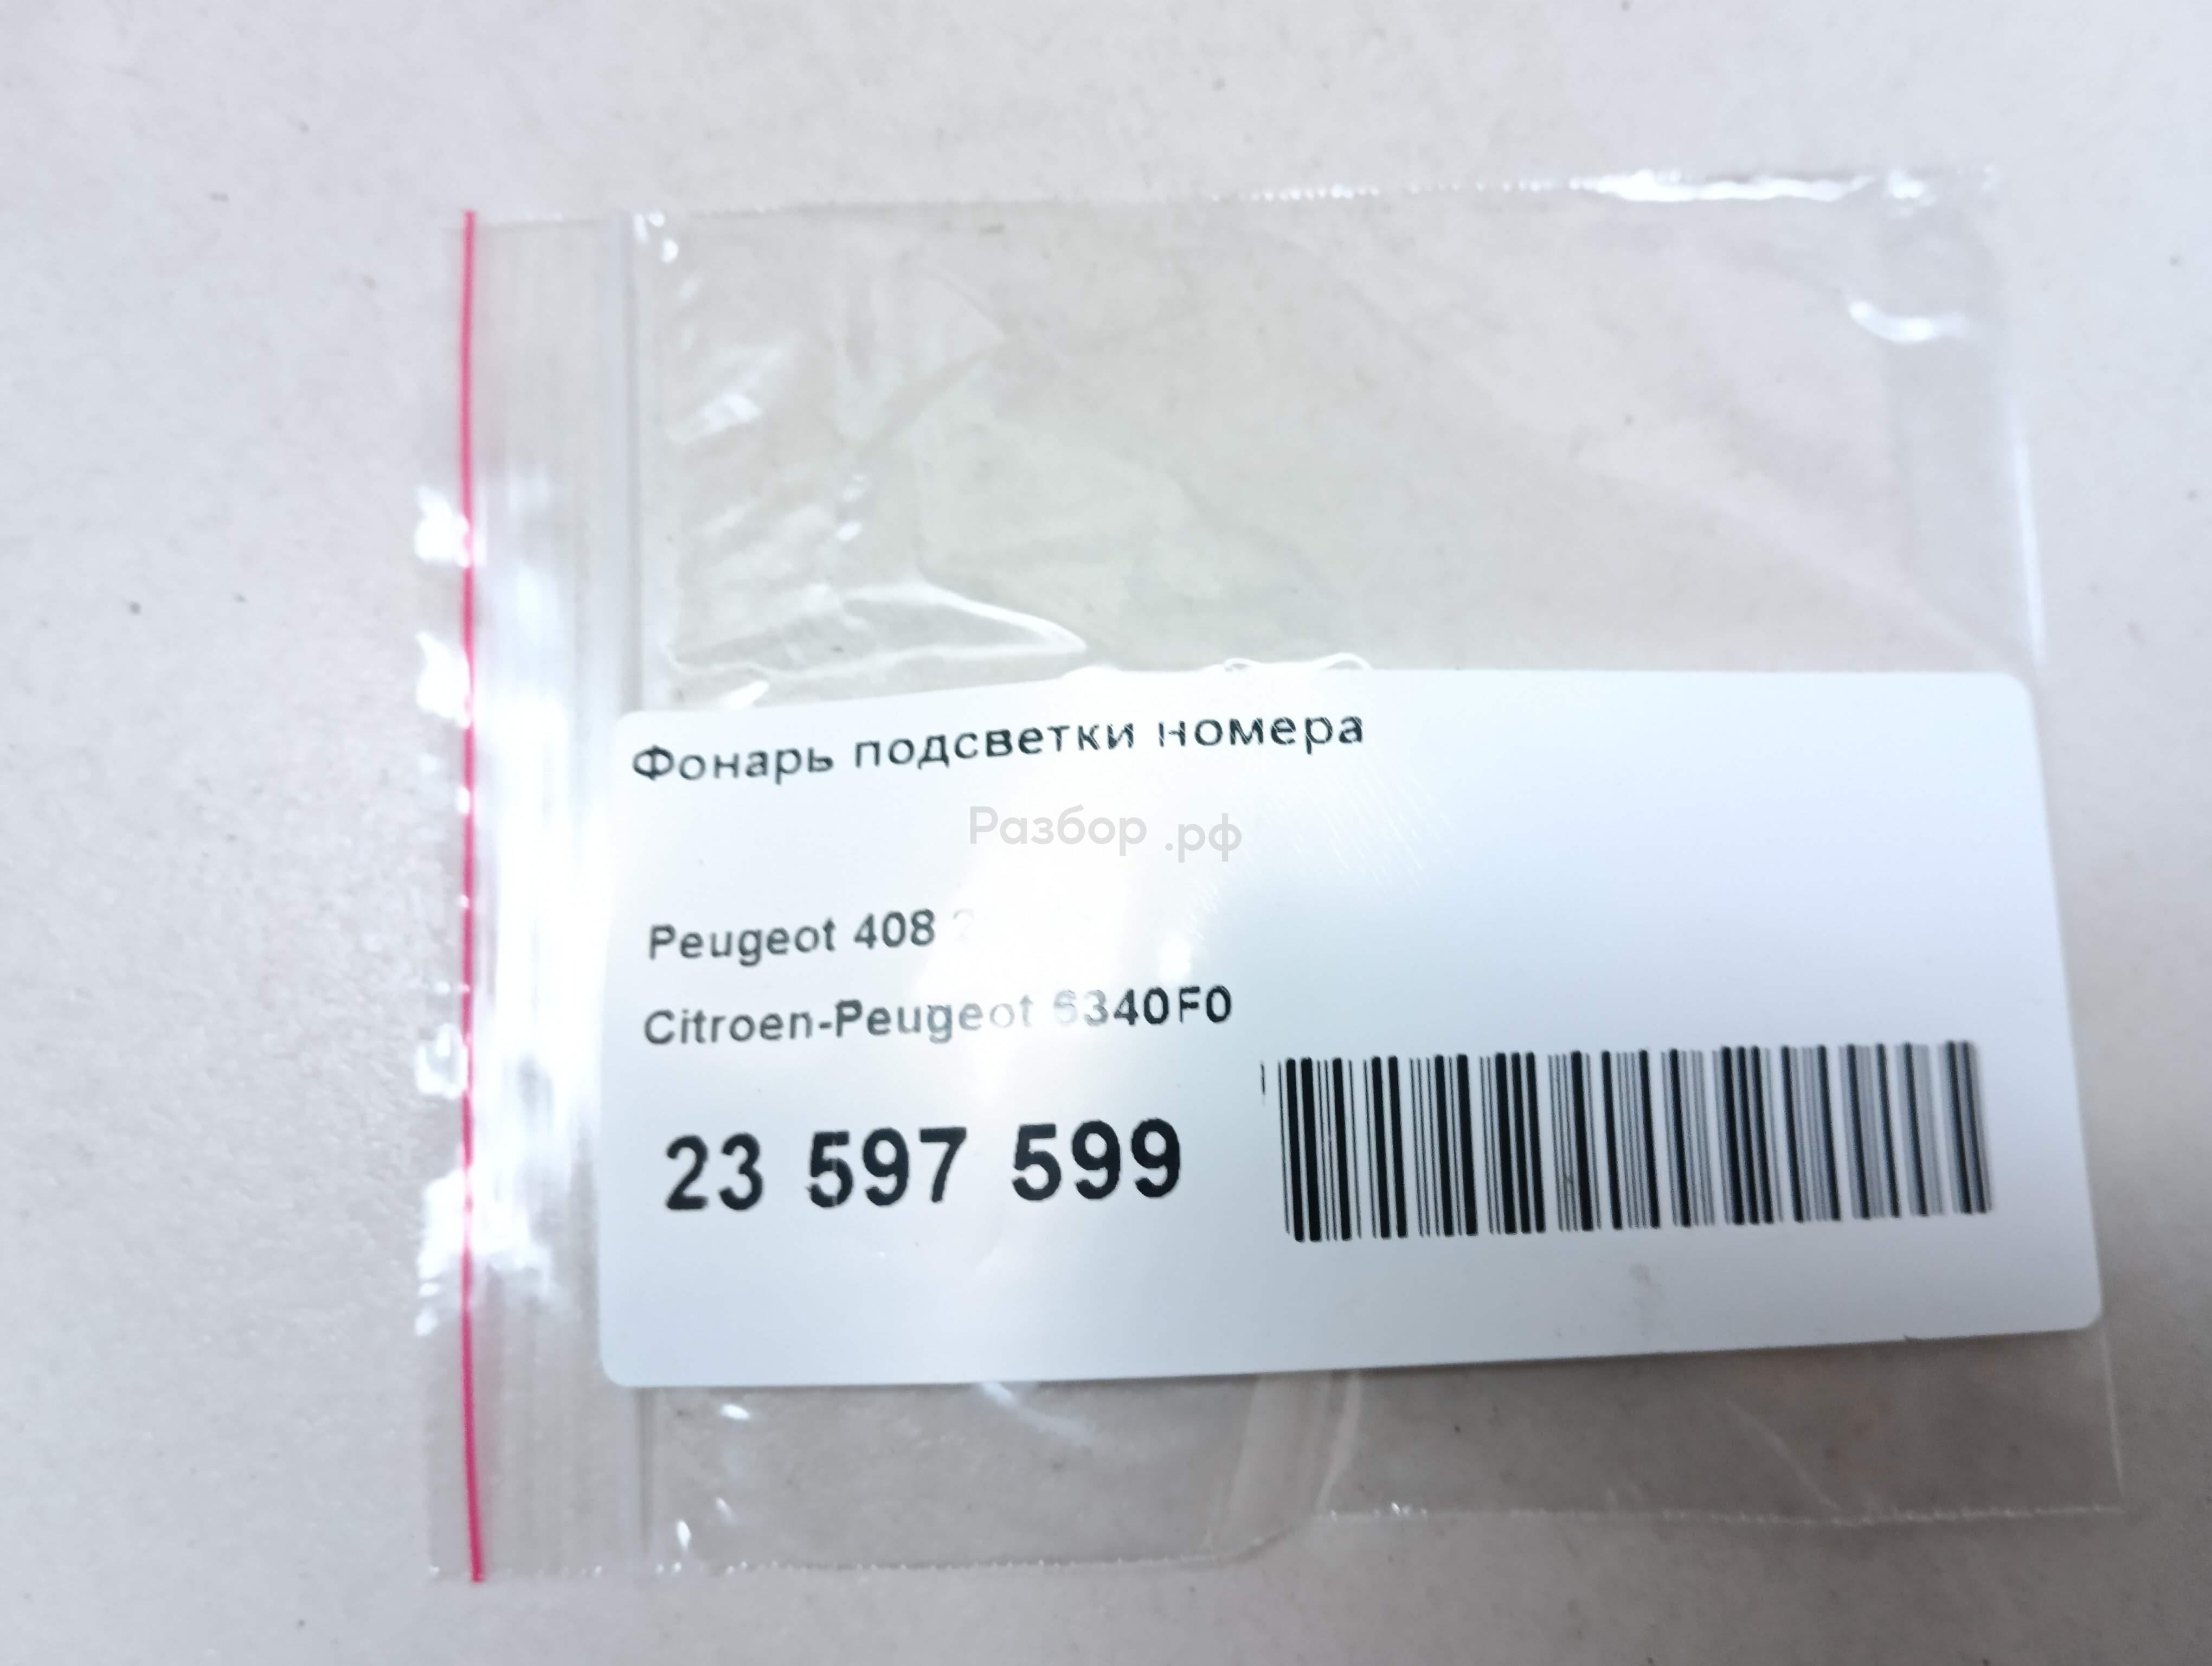 Фонарь подсветки номера
Разбор .рф
Peugeot 408
Citroen-Peugeot 6340F0
23 597 599